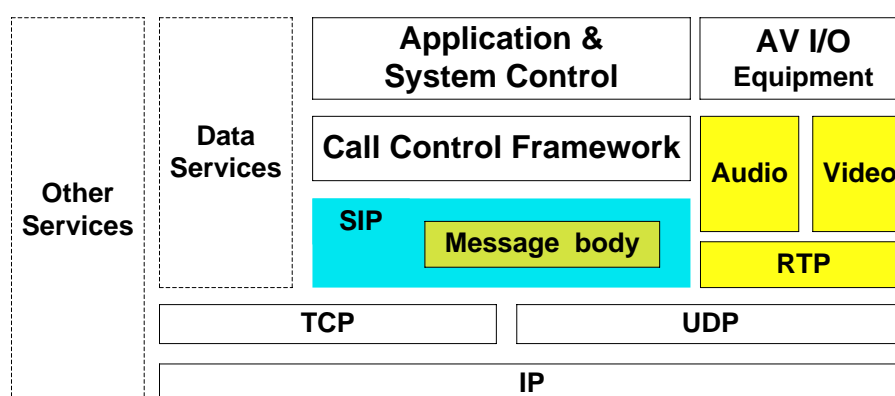 Other
Services
Data
Services
Application &
System Control
AV I/O
Equipment
Call Control Framework
Audio
Video
SIP
Message body
RTP
TCP
UDP
IP